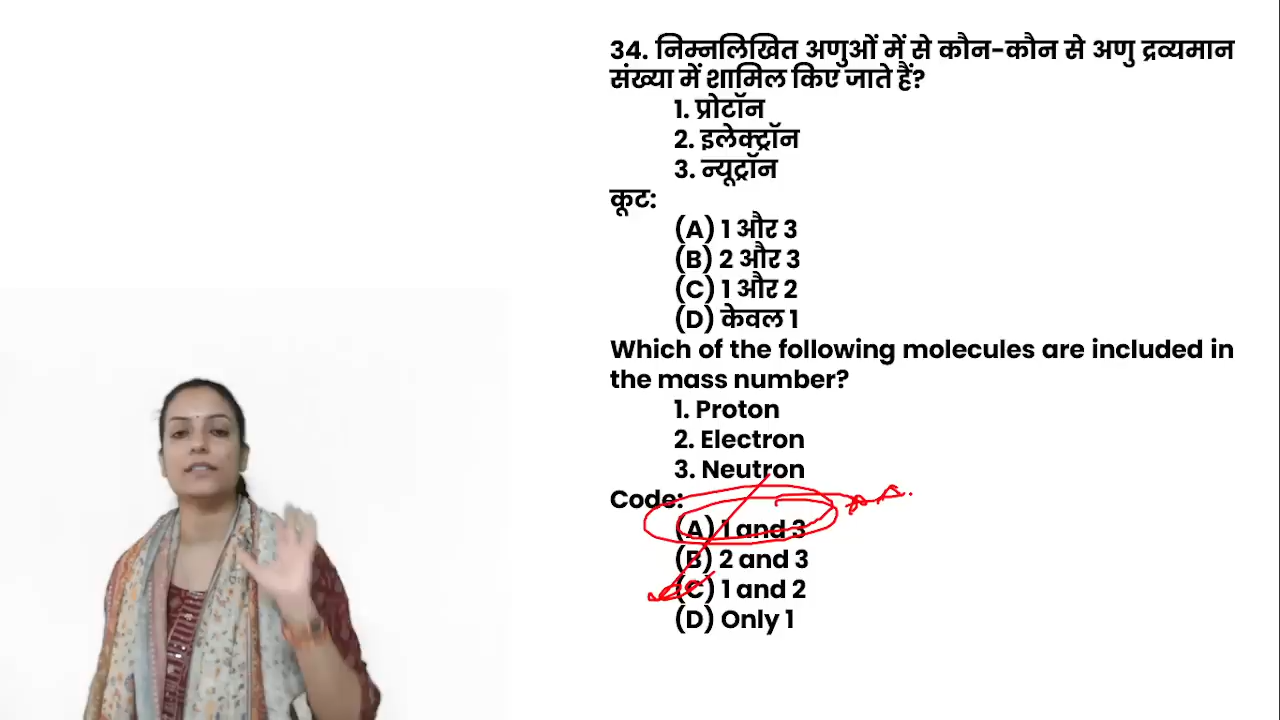 34. निम्नलिखित अणुओं में से कौन-कौन से अणु द्रव्यमान
संख्या में शामिल किए जाते हैं?
1. प्रोटॉन
2. इलेक्ट्रॉन
3. न्यूट्रॉन
कूट:
(A) 1 और 3
(B) 2 और 3
(C) 1 और 2
(D) केवल 1
Which of the following molecules are included in
the mass number?
1. Proton
2. Electron
3. Neutron
Code:
(A) 1 and 3
(B) 2 and 3
(C) 1 and 2
(D) Only 1